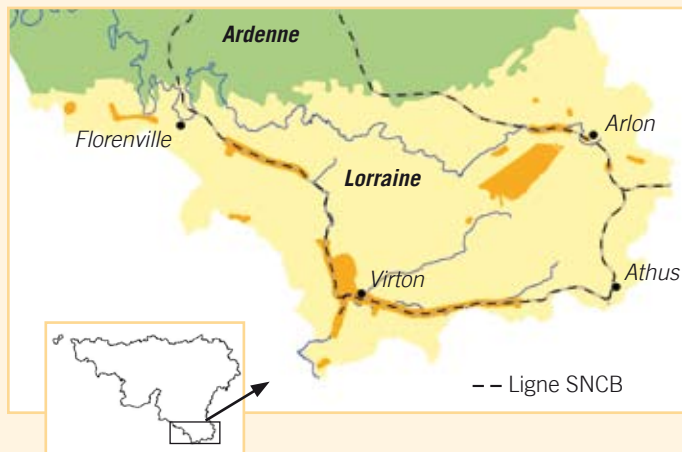 Ardenne
Arlon
Florenville
Lorraine
Athus
Virton
Ligne SNCB